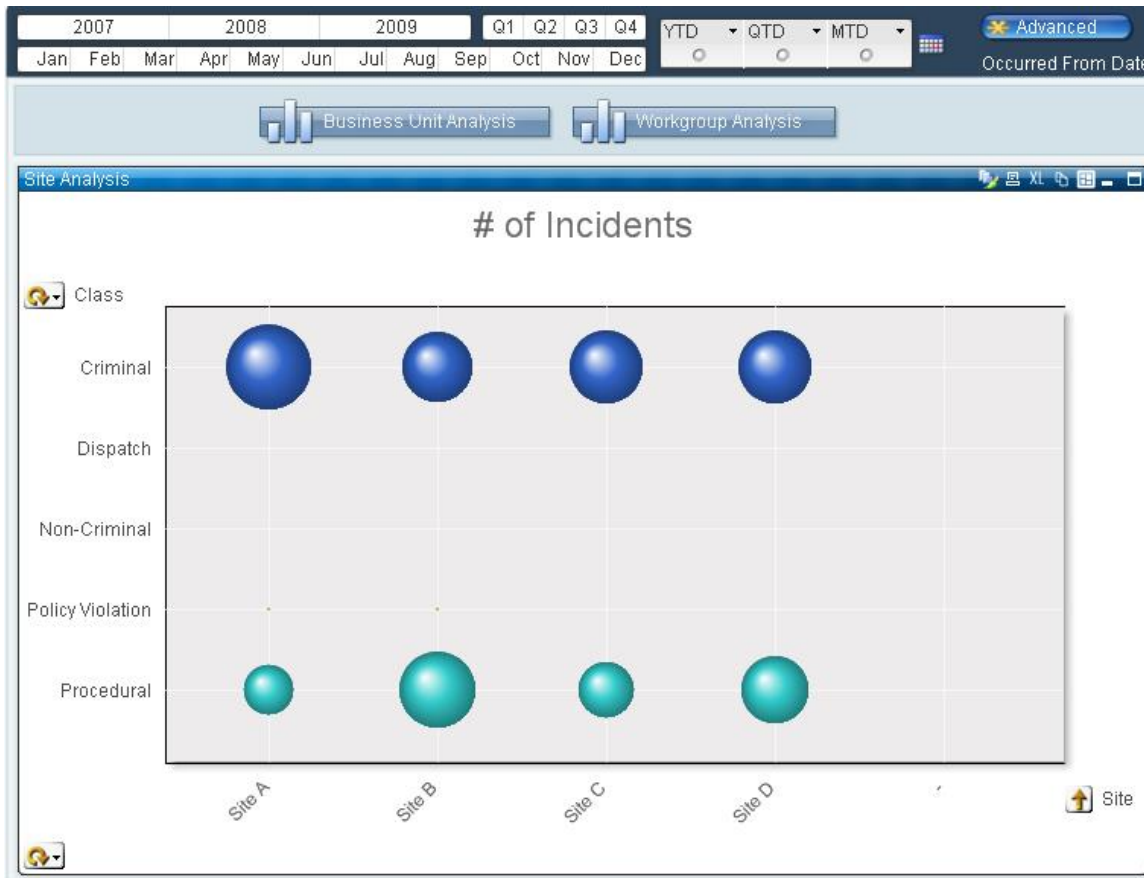 2007 2008 2009 Q1 Q2 Q3 Q4 YTD QTD MTD Advanced
Jan Feb Mar Apr May Jun Jul Aug Sep Oct Nov Dec Occurred From Date
Business Unit Analysis Workgroup Analysis
Site Analysis XL
# of Incidents
Class
Criminal
Dispatch
Non-Criminal
Policy Violation
Procedural
Site A Site B Site C Site D -
Site